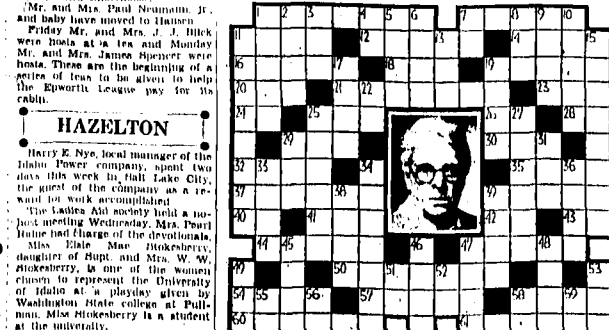 Mr. and Mrs. Paul Neumann, Jr.,
and baby have moved to Hansen
Friday Mr. and Mrs. J. J. Blick
were hosts at a tea and Monday
Mr. and Mrs. James Spencer were
hosts. These are the beginning of a
series of teas to be given to help
the Epworth League pay for its
cabin.
HAZELTON
Harry E. Nye, local manager of the
Idaho Power company, spent two
days this week in Salt Lake City,
the guest of the company as a re-
ward for work accomplished
The Ladies Aid society held a no-
host meeting Wednesday. Mrs. Pearl
had charge of the devotionals.
Miss Elsie Mae Stokesberry,
daughter of Supt. and Mrs. W. W.
Stokesberry, is one of the women
chosen to represent the University
of Idaho at a playday given by
Washington State college at Pull-
man. Miss Stokesberry is a student
at the university.
1 2 3 4 5 6 7 8 9 10
11 12 13 14 15
16 17 18 19
20 21 22 23
24 25 26 27 28
29 30 31
32 33 34 35 36
37 38 39
40 41 42 43
44 45 46 47 48
49 50 51 52 53
54 55 56 57 58 59
60 61